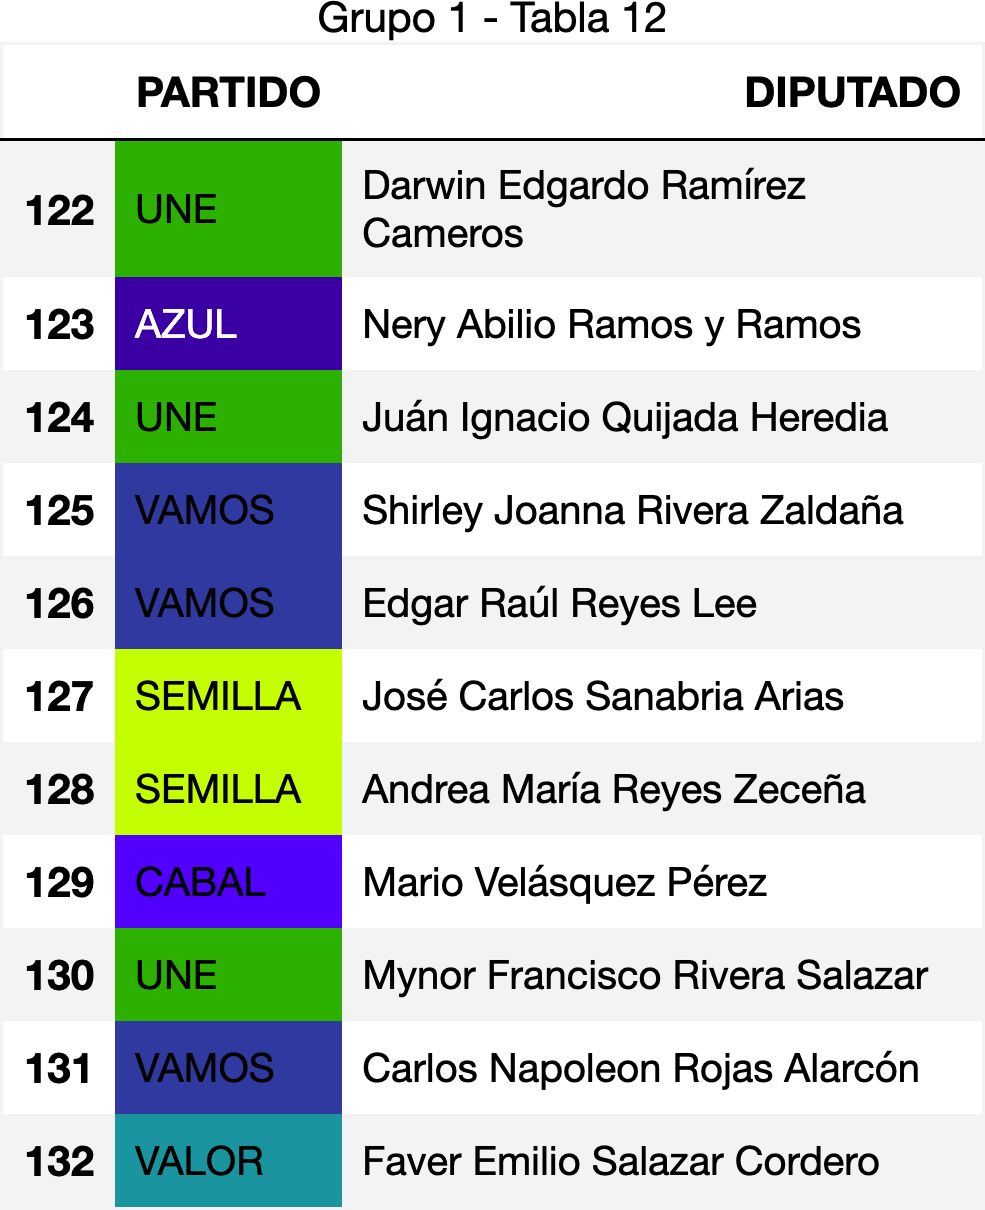 Grupo 1 - Tabla 12
PARTIDO DIPUTADO
122 UNE Darwin Edgardo Ramírez
Cameros
123 AZUL Nery Abilio Ramos y Ramos
124 UNE Juán Ignacio Quijada Heredia
125 VAMOS Shirley Joanna Rivera Zaldaña
126 VAMOS Edgar Raúl Reyes Lee
127 SEMILLA José Carlos Sanabria Arias
128 SEMILLA Andrea María Reyes Zeceña
129 CABAL Mario Velásquez Pérez
130 UNE Mynor Francisco Rivera Salazar
131 VAMOS Carlos Napoleon Rojas Alarcón
132 VALOR Faver Emilio Salazar Cordero